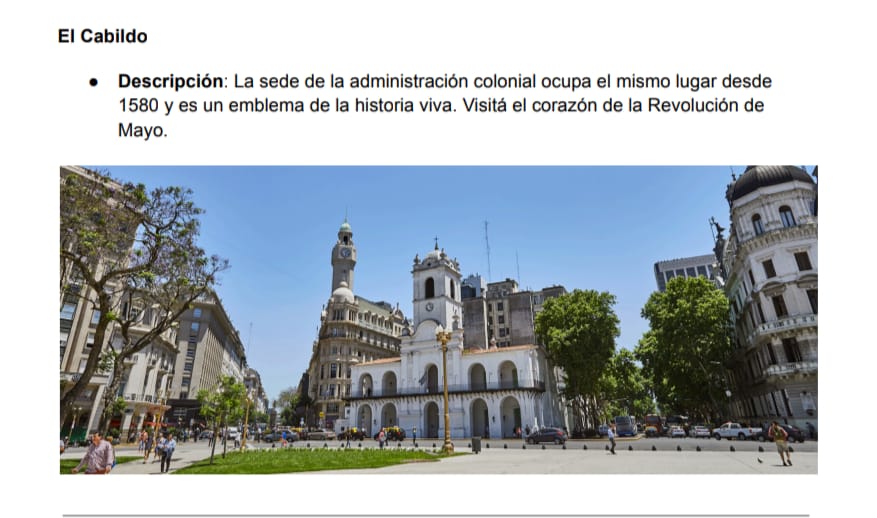 El Cabildo
● Descripción: La sede de la administración colonial ocupa el mismo lugar desde
1580 y es un emblema de la historia viva. Visitá el corazón de la Revolución de
Mayo.